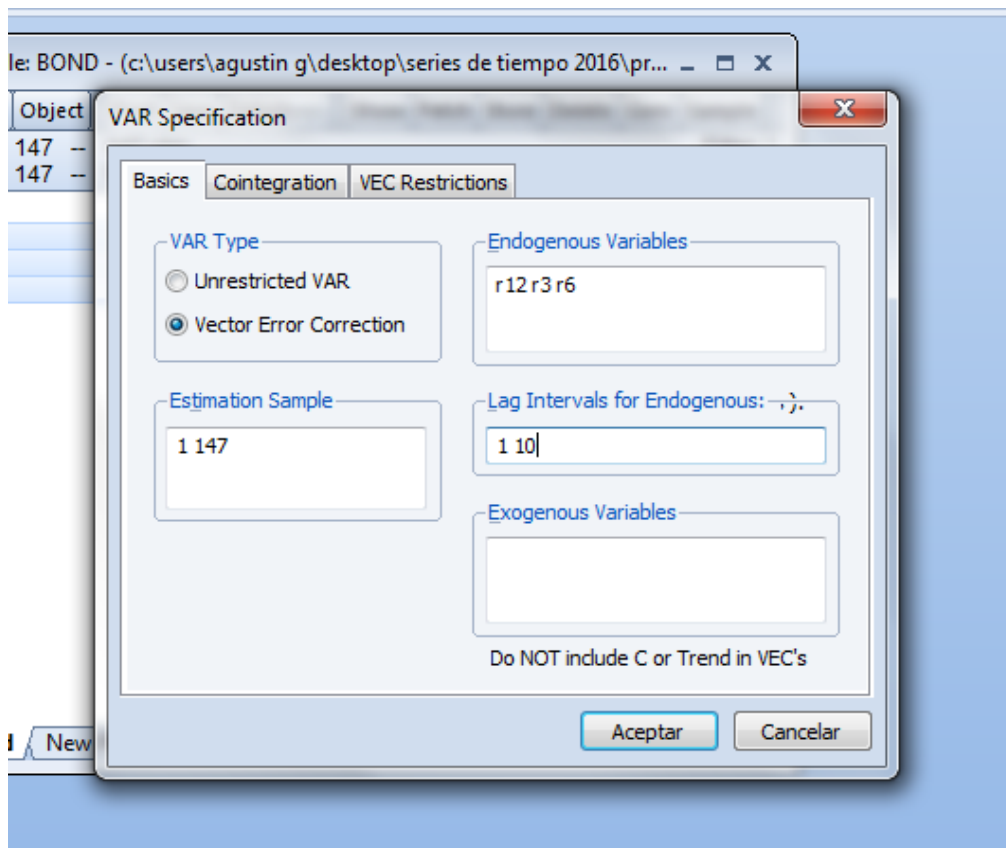 le: BOND - (c:\users\agustin g\desktop\series de tiempo 2016\pr...
Object
147 --
147 --
VAR Specification
Basics
Cointegration
VEC Restrictions
VAR Type
Unrestricted VAR
Vector Error Correction
Endogenous Variables
r12 r3 r6
Estimation Sample
1 147
Lag Intervals for Endogenous:
1 10
Exogenous Variables
Do NOT include C or Trend in VEC's
Aceptar
Cancelar
d
New